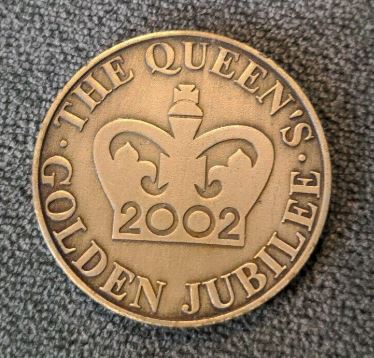 · THE QUEEN'S ·
GOLDEN JUBILEE
2002